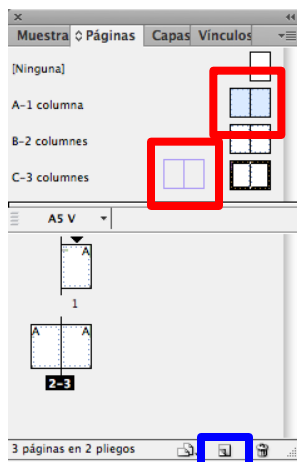 Muestra Páginas Capas Vínculos
[Ninguna]
A-1 columna
B-2 columnes
C-3 columnes
A5 V
A
1
A A
2-3
3 páginas en 2 pliegos